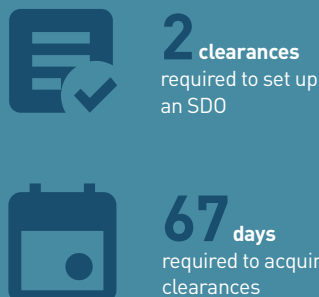 2 clearances
required to set up
an SDO
67 days
required to acquir
clearances